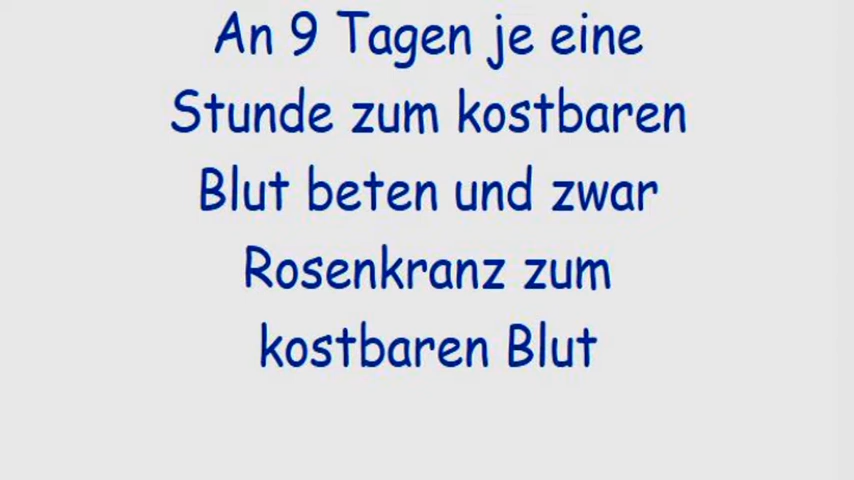 An 9 Tagen je eine
Stunde zum kostbaren
Blut beten und zwar
Rosenkranz zum
kostbaren Blut